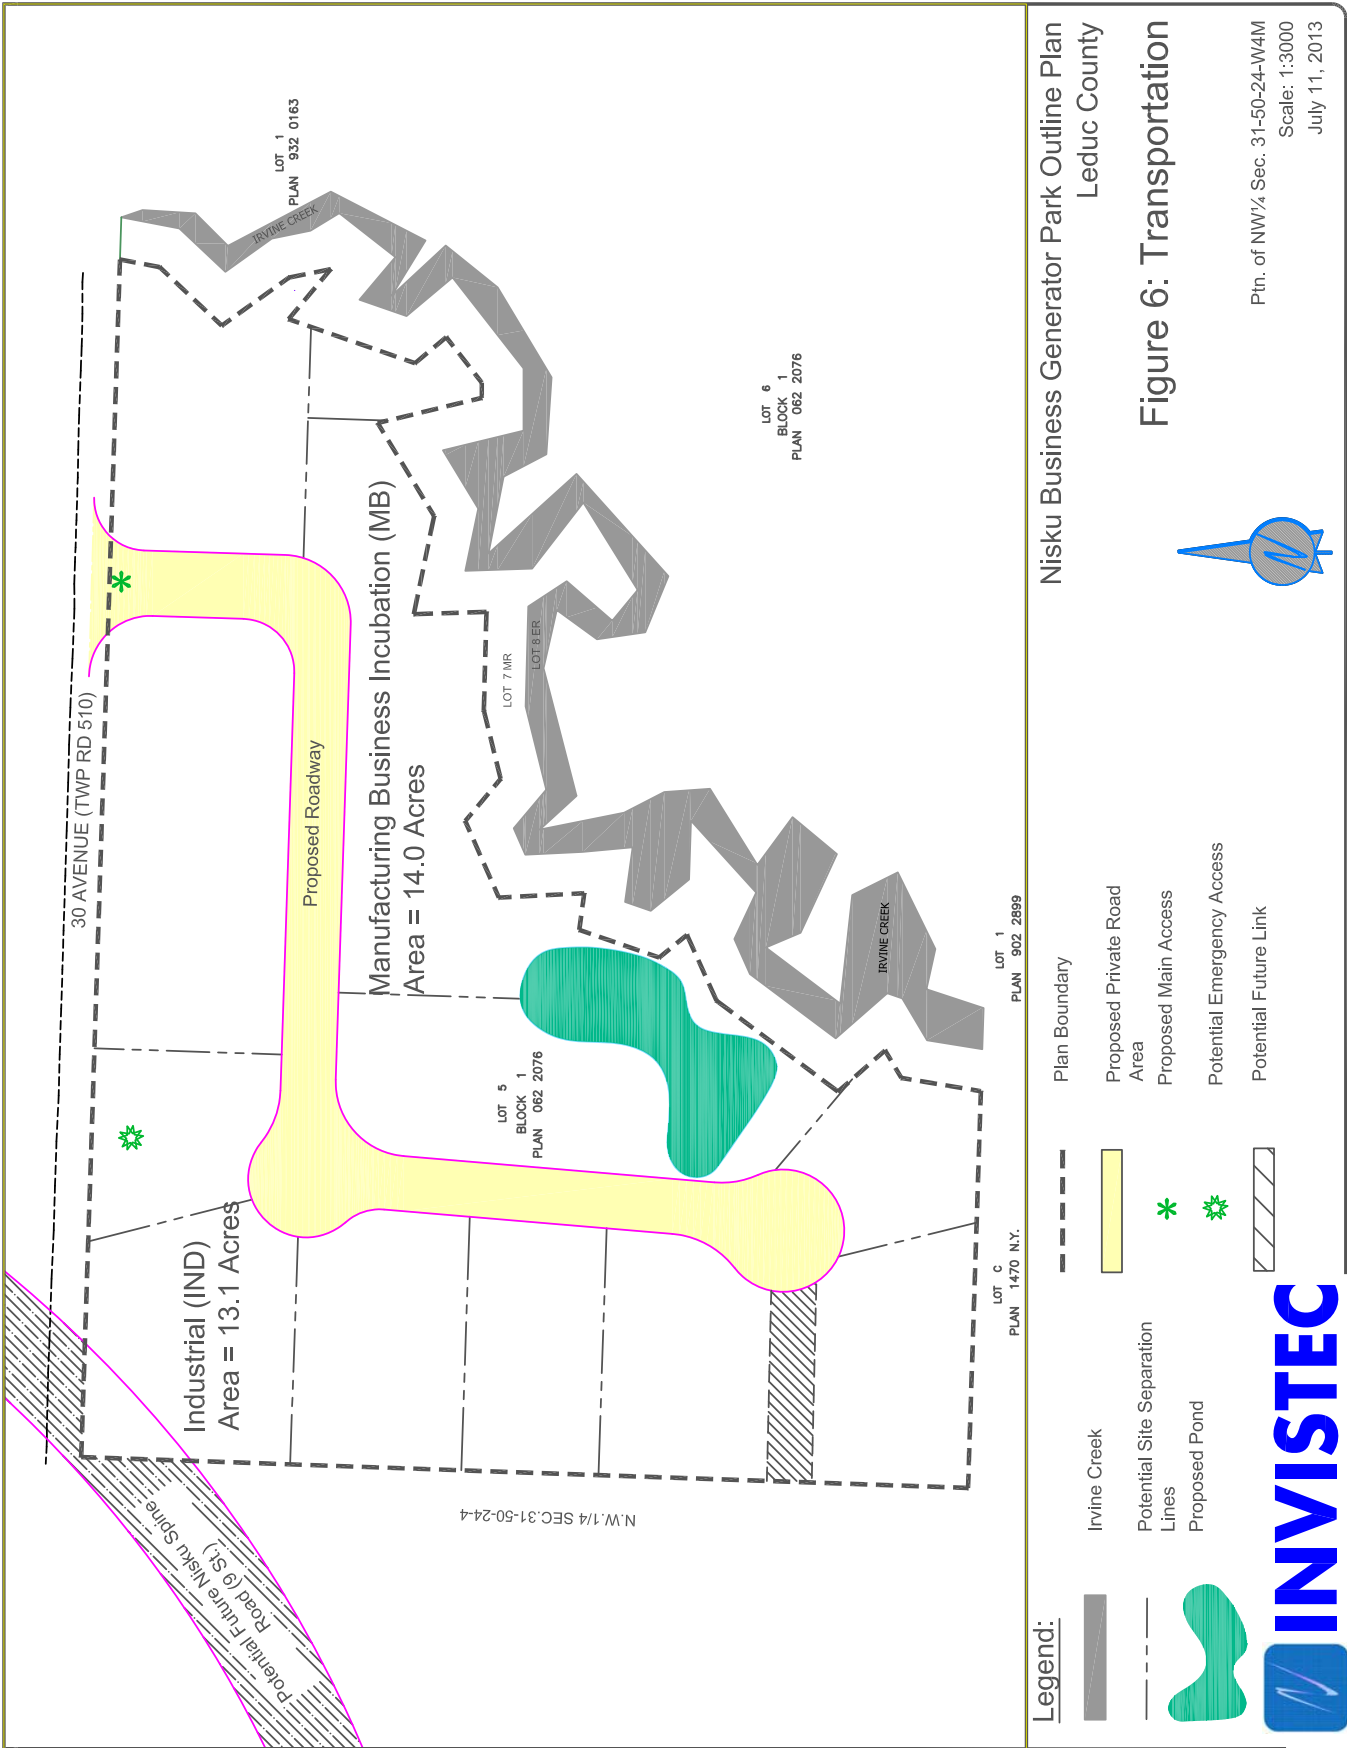 LOT 1
PLAN 932 0163
IRVINE CREEK
30 AVENUE (TWP RD 510)
Proposed Roadway
Manufacturing Business Incubation (MB)
Area = 14.0 Acres
LOT 6
BLOCK 1
PLAN 062 2076
LOT 7 MR
LOT 8 ER
LOT 5
BLOCK 1
PLAN 062 2076
IRVINE CREEK
LOT 1
PLAN 902 2899
Industrial (IND)
Area = 13.1 Acres
LOT C
PLAN 1470 N.Y.
N.W.1/4 SEC.31-50-24-4
Potential Future Nisku Spine
Road (9 St.)
Legend:
Irvine Creek
Potential Site Separation
Lines
Proposed Pond
Plan Boundary
Proposed Private Road
Area
Proposed Main Access
Potential Emergency Access
Potential Future Link
Nisku Business Generator Park Outline Plan
Leduc County
Figure 6: Transportation
Ptn. of NW¼ Sec. 31-50-24-W4M
Scale: 1:3000
July 11, 2013
INVISTEC